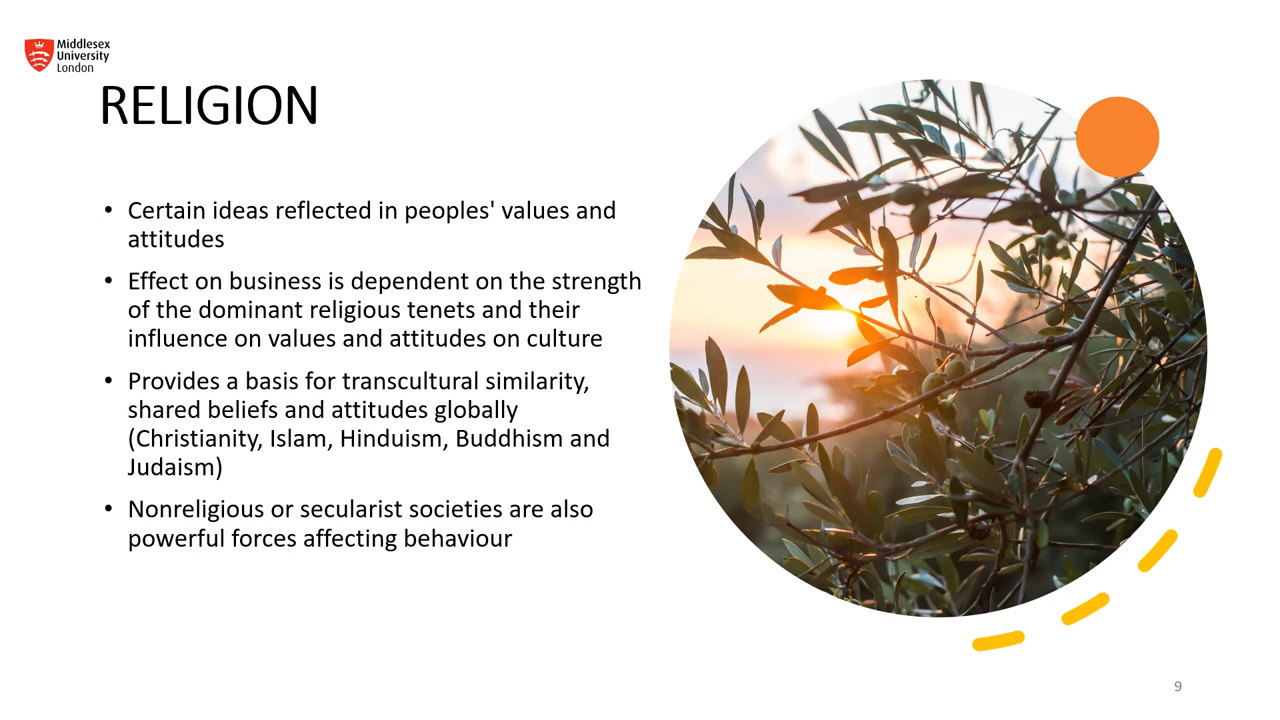 Middlesex
University
London
RELIGION
• Certain ideas reflected in peoples' values and
attitudes
• Effect on business is dependent on the strength
of the dominant religious tenets and their
influence on values and attitudes on culture
• Provides a basis for transcultural similarity,
shared beliefs and attitudes globally
(Christianity, Islam, Hinduism, Buddhism and
Judaism)
• Nonreligious or secularist societies are also
powerful forces affecting behaviour
9